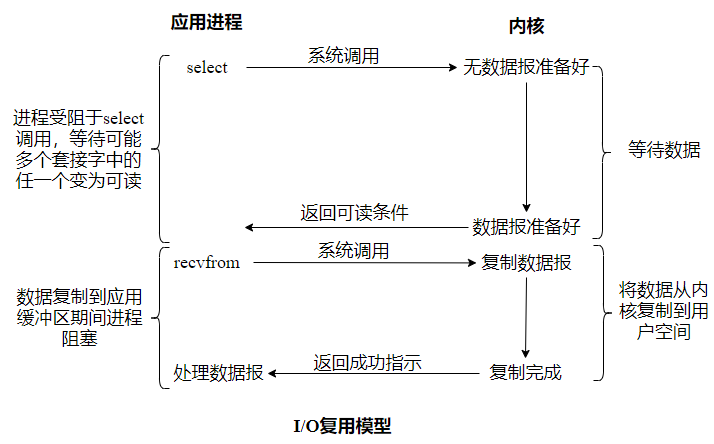 应用进程
内核
select
系统调用
无数据报准备好
进程受阻于select
调用，等待可能
多个套接字中的
任一个变为可读
等待数据
返回可读条件
数据报准备好
recvfrom
系统调用
复制数据报
数据复制到应用
缓冲区期间进程
阻塞
将数据从内
核复制到用
户空间
处理数据报
返回成功指示
复制完成
I/O复用模型